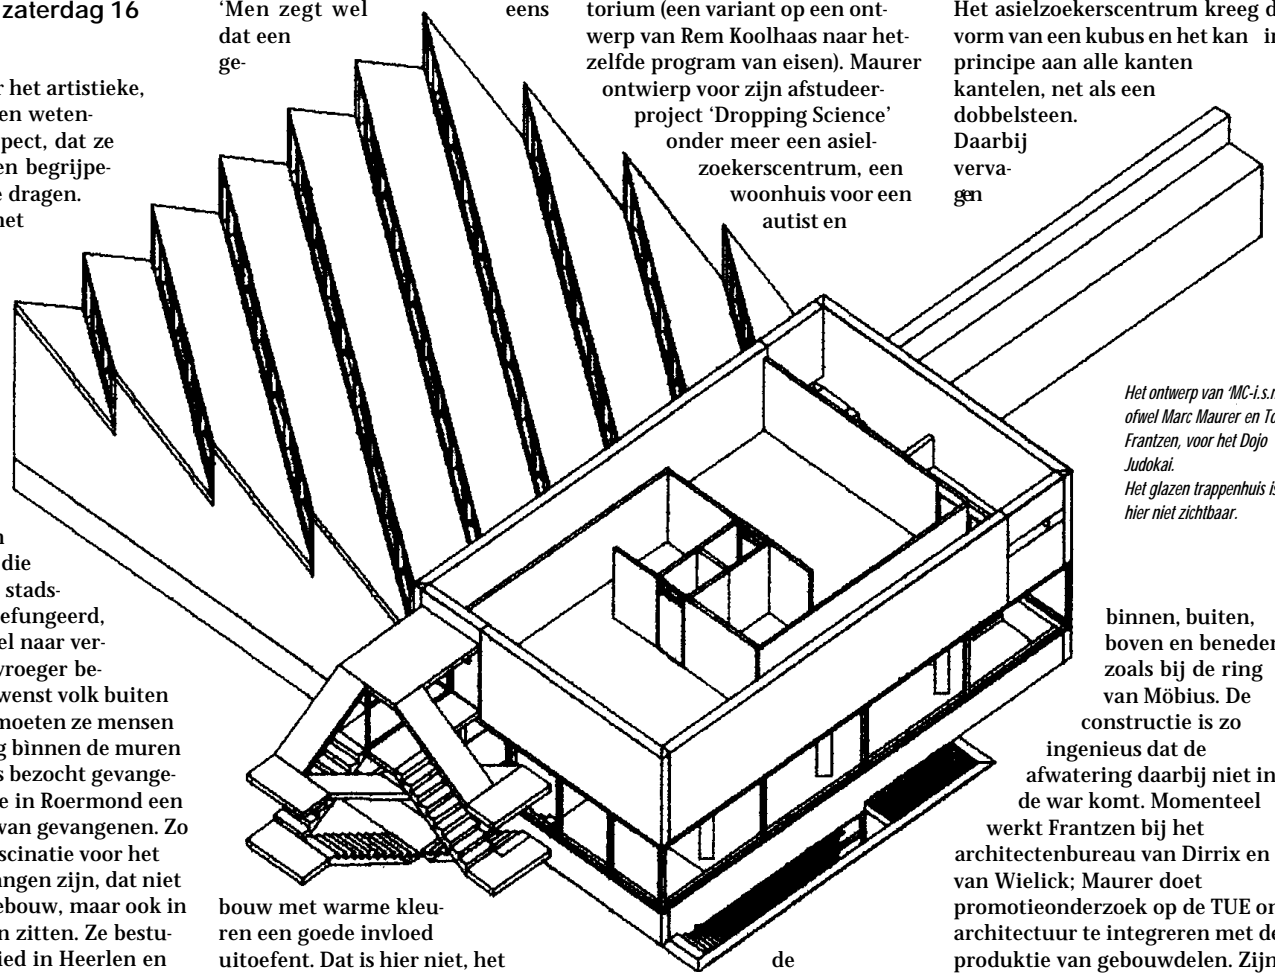 zaterdag 16
het artistieke,
en weten-
pect, dat ze
en begrijpe-
dragen.
die
stads-
efungeerd,
el naar ver-
vroeger be-
wenst volk buiten
moeten ze mensen
binnen de muren
s bezocht gevange-
e in Roermond een
van gevangenen. Zo
scinatie voor het
angen zijn, dat niet
ebouw, maar ook in
n zitten. Ze bestu-
ied in Heerlen en
‘Men zegt wel eens
dat een
ge-
bouw met warme kleu-
ren een goede invloed
uitoefent. Dat is hier niet, het
torium (een variant op een ont-
werp van Rem Koolhaas naar het-
zelfde program van eisen). Maurer
ontwierp voor zijn afstudeer-
project ‘Dropping Science’
onder meer een asiel-
zoekerscentrum, een
woonhuis voor een
autist en
de
Het asielzoekerscentrum kreeg d
vorm van een kubus en het kan in
principe aan alle kanten
kantelen, net als een
dobbelsteen.
Daarbij
verva-
gen
binnen, buiten,
boven en beneden
zoals bij de ring
van Möbius. De
constructie is zo
ingenieus dat de
afwatering daarbij niet in
de war komt. Momenteel
werkt Frantzen bij het
architectenbureau van Dirrix en
van Wielick; Maurer doet
promotieonderzoek op de TUE om
architectuur te integreren met de
produktie van gebouwdelen. Zijn
Het ontwerp van ‘MC-i.s.m
ofwel Marc Maurer en To
Frantzen, voor het Dojo
Judokai.
Het glazen trappenhuis is
hier niet zichtbaar.